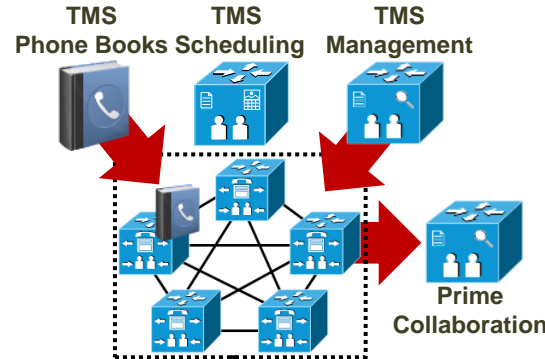 TMS
Phone Books
TMS
Scheduling
TMS
Management
Prime
Collaboration